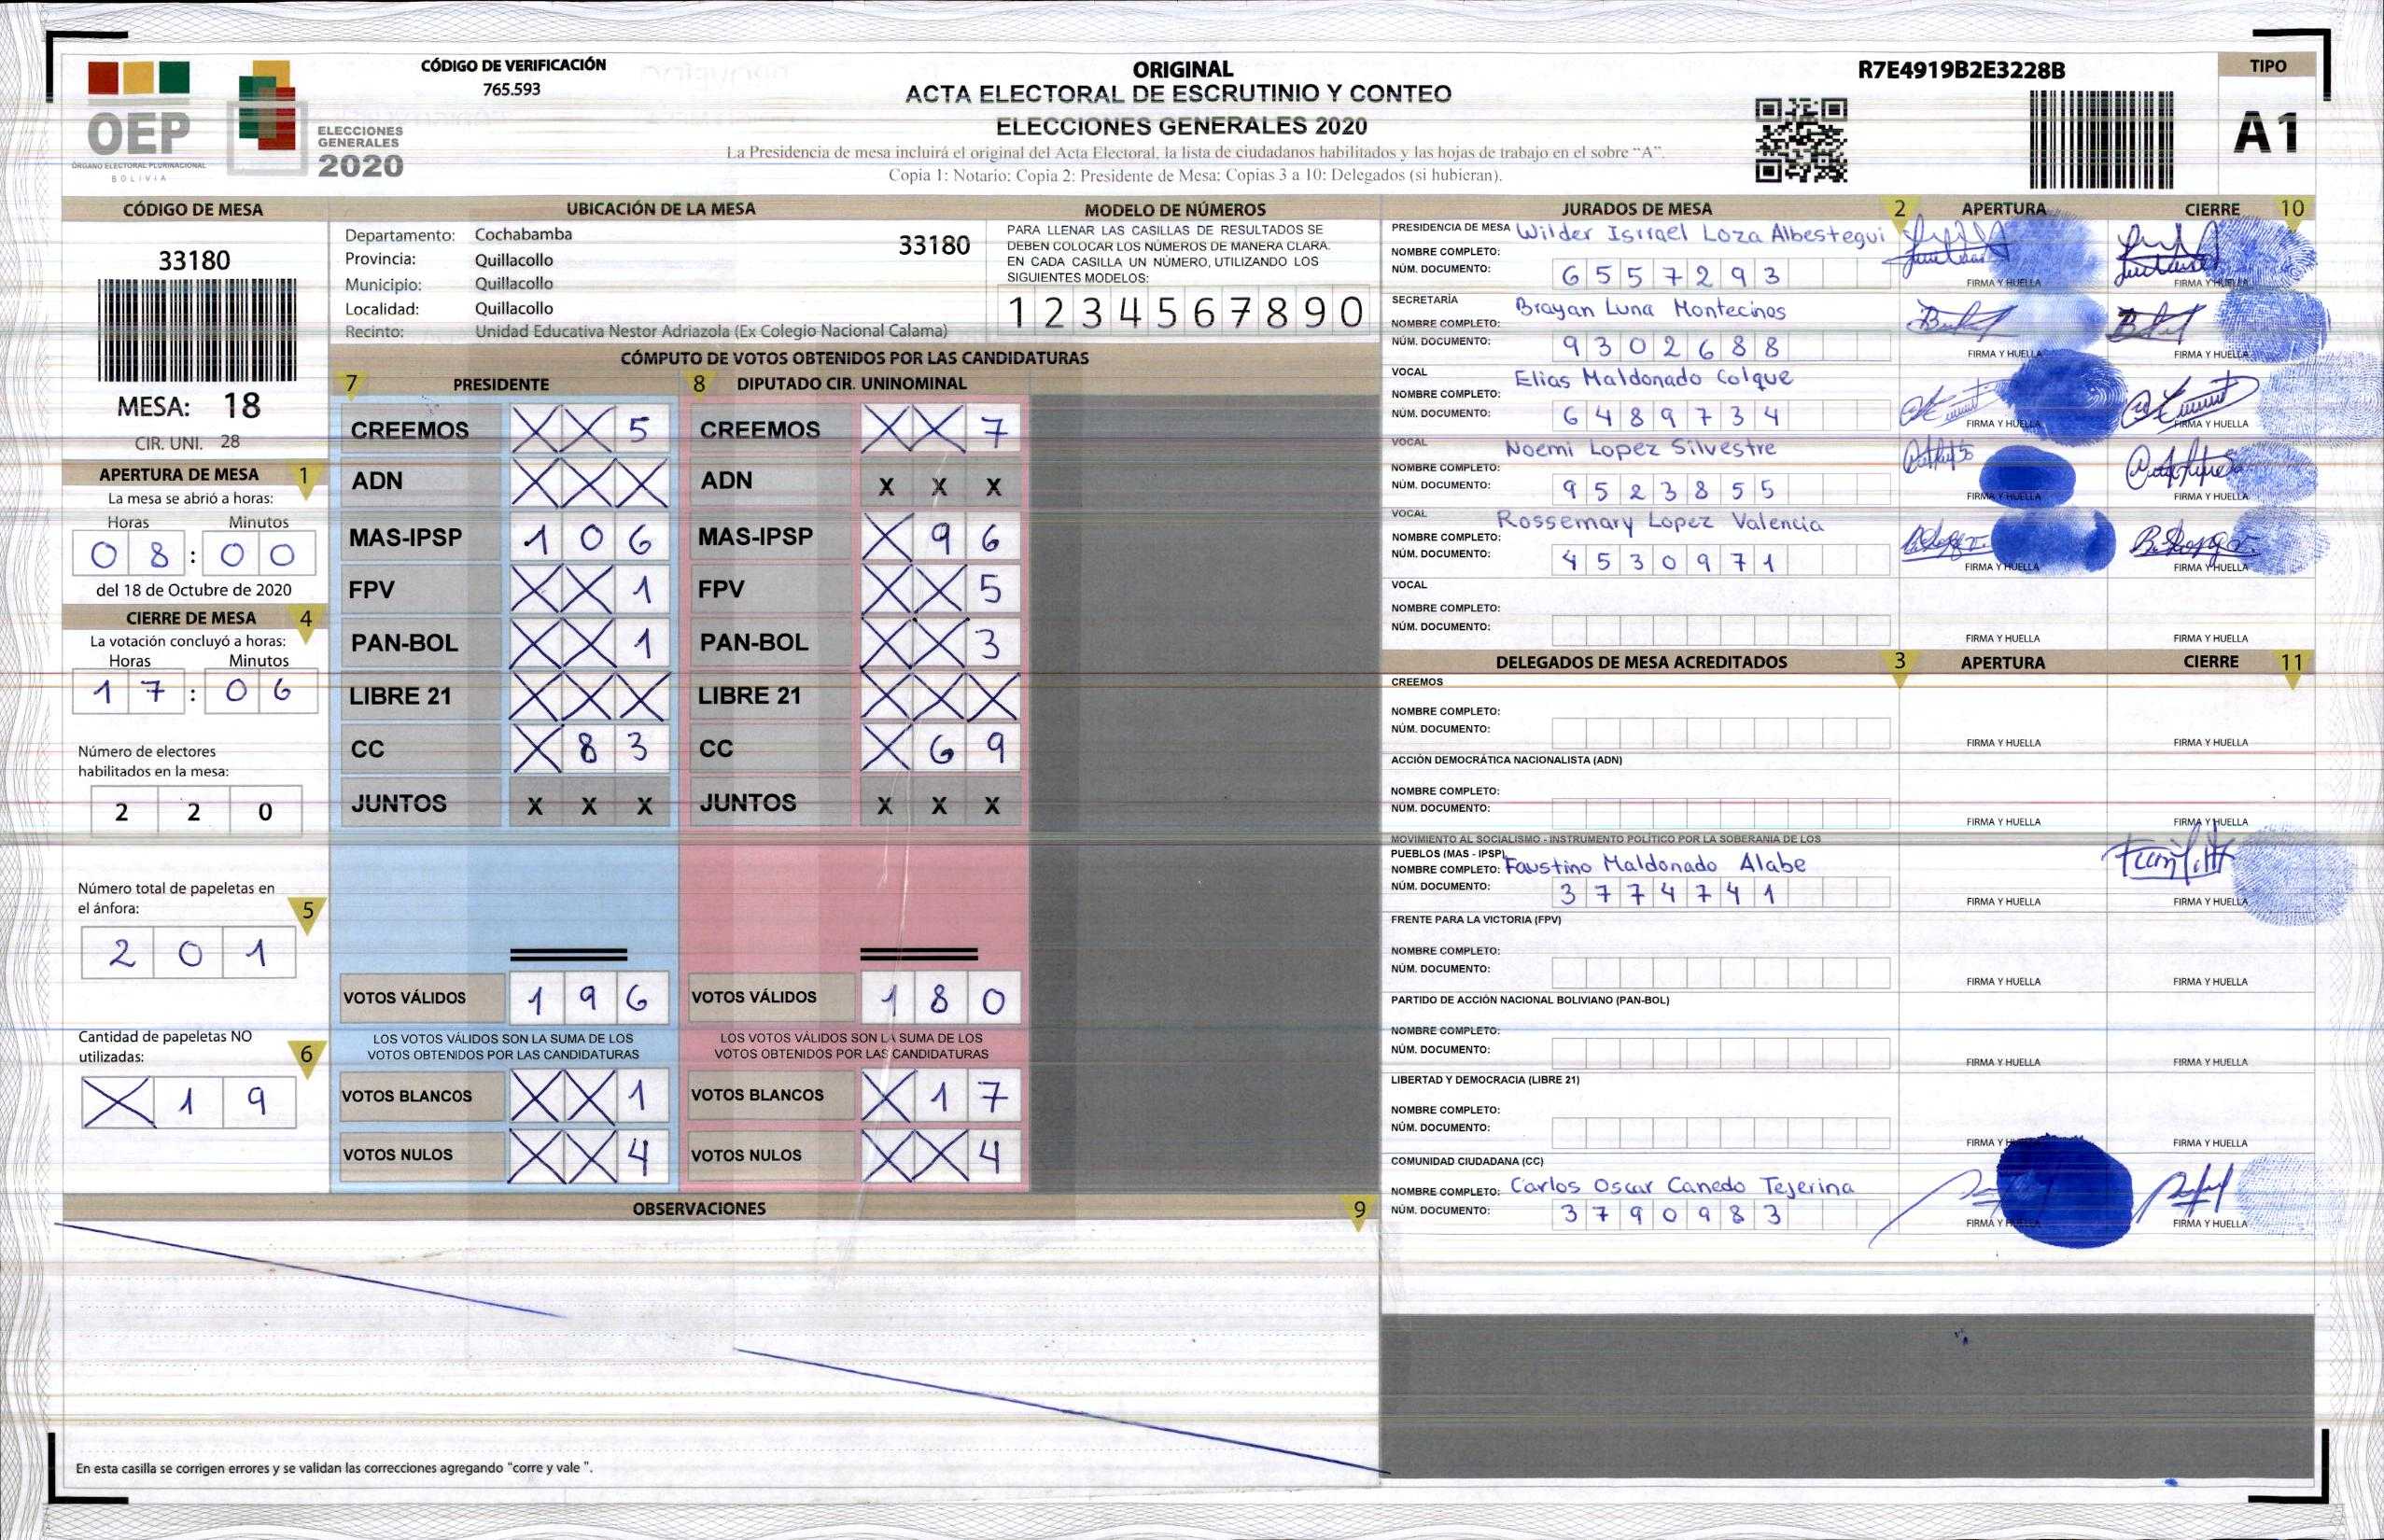 CÓDIGO DE VERIFICACIÓN
765.593
OEP
ÓRGANO ELECTORAL PLURINACIONAL
BOLIVIA
ELECCIONES
GENERALES
2020
ORIGINAL
ACTA ELECTORAL DE ESCRUTINIO Y CONTEO
ELECCIONES GENERALES 2020
La Presidencia de mesa incluirá el original del Acta Electoral, la lista de ciudadanos habilitados y las hojas de trabajo en el sobre “A”.
Copia 1: Notario; Copia 2: Presidente de Mesa; Copias 3 a 10: Delegados (si hubieran).
R7E4919B2E3228B
TIPO
A1
CÓDIGO DE MESA
33180
MESA: 18
CIR. UNI. 28
APERTURA DE MESA 1
La mesa se abrió a horas:
Horas Minutos
0 8 : 0 0
del 18 de Octubre de 2020
CIERRE DE MESA 4
La votación concluyó a horas:
Horas Minutos
1 7 : 0 6
Número de electores
habilitados en la mesa:
2 2 0
Número total de papeletas en
el ánfora: 5
2 0 1
Cantidad de papeletas NO
utilizadas: 6
X 1 9
UBICACIÓN DE LA MESA
Departamento: Cochabamba 33180
Provincia: Quillacollo
Municipio: Quillacollo
Localidad: Quillacollo
Recinto: Unidad Educativa Nestor Adriazola (Ex Colegio Nacional Calama)
MODELO DE NÚMEROS
PARA LLENAR LAS CASILLAS DE RESULTADOS SE
DEBEN COLOCAR LOS NÚMEROS DE MANERA CLARA.
EN CADA CASILLA UN NÚMERO, UTILIZANDO LOS
SIGUIENTES MODELOS:
1 2 3 4 5 6 7 8 9 0
CÓMPUTO DE VOTOS OBTENIDOS POR LAS CANDIDATURAS
7 PRESIDENTE 8 DIPUTADO CIR. UNINOMINAL
CREEMOS X X 5 CREEMOS X X 7
ADN X X X ADN X X X
MAS-IPSP 1 0 6 MAS-IPSP X 9 6
FPV X X 1 FPV X X 5
PAN-BOL X X 1 PAN-BOL X X 3
LIBRE 21 X X X LIBRE 21 X X X
CC X 8 3 CC X 6 9
JUNTOS X X X JUNTOS X X X
VOTOS VÁLIDOS 1 9 6 VOTOS VÁLIDOS 1 8 0
LOS VOTOS VÁLIDOS SON LA SUMA DE LOS LOS VOTOS VÁLIDOS SON LA SUMA DE LOS
VOTOS OBTENIDOS POR LAS CANDIDATURAS VOTOS OBTENIDOS POR LAS CANDIDATURAS
VOTOS BLANCOS X X 1 VOTOS BLANCOS X 1 7
VOTOS NULOS X X 4 VOTOS NULOS X X 4
OBSERVACIONES 9
En esta casilla se corrigen errores y se validan las correcciones agregando "corre y vale ".
JURADOS DE MESA 2 APERTURA CIERRE 10
PRESIDENCIA DE MESA Wilder Isrrael Loza Albestegui
NOMBRE COMPLETO:
NÚM. DOCUMENTO: 6 5 5 7 2 9 3 FIRMA Y HUELLA FIRMA Y HUELLA
SECRETARÍA Brayan Luna Montecinos
NOMBRE COMPLETO:
NÚM. DOCUMENTO: 9 3 0 2 6 8 8 FIRMA Y HUELLA FIRMA Y HUELLA
VOCAL Elias Maldonado Colque
NOMBRE COMPLETO:
NÚM. DOCUMENTO: 6 4 8 9 7 3 4 FIRMA Y HUELLA FIRMA Y HUELLA
VOCAL Noemi Lopez Silvestre
NOMBRE COMPLETO:
NÚM. DOCUMENTO: 9 5 2 3 8 5 5 FIRMA Y HUELLA FIRMA Y HUELLA
VOCAL Rossemary Lopez Valencia
NOMBRE COMPLETO:
NÚM. DOCUMENTO: 4 5 3 0 9 7 1 FIRMA Y HUELLA FIRMA Y HUELLA
VOCAL
NOMBRE COMPLETO:
NÚM. DOCUMENTO: FIRMA Y HUELLA FIRMA Y HUELLA
DELEGADOS DE MESA ACREDITADOS 3 APERTURA CIERRE 11
CREEMOS
NOMBRE COMPLETO:
NÚM. DOCUMENTO: FIRMA Y HUELLA FIRMA Y HUELLA
ACCIÓN DEMOCRÁTICA NACIONALISTA (ADN)
NOMBRE COMPLETO:
NÚM. DOCUMENTO: FIRMA Y HUELLA FIRMA Y HUELLA
MOVIMIENTO AL SOCIALISMO - INSTRUMENTO POLÍTICO POR LA SOBERANIA DE LOS
PUEBLOS (MAS - IPSP)
NOMBRE COMPLETO: Faustino Maldonado Alabe
NÚM. DOCUMENTO: 3 7 7 4 7 4 1 FIRMA Y HUELLA FIRMA Y HUELLA
FRENTE PARA LA VICTORIA (FPV)
NOMBRE COMPLETO:
NÚM. DOCUMENTO: FIRMA Y HUELLA FIRMA Y HUELLA
PARTIDO DE ACCIÓN NACIONAL BOLIVIANO (PAN-BOL)
NOMBRE COMPLETO:
NÚM. DOCUMENTO: FIRMA Y HUELLA FIRMA Y HUELLA
LIBERTAD Y DEMOCRACIA (LIBRE 21)
NOMBRE COMPLETO:
NÚM. DOCUMENTO: FIRMA Y HUELLA FIRMA Y HUELLA
COMUNIDAD CIUDADANA (CC)
NOMBRE COMPLETO: Carlos Oscar Canedo Tejerina
NÚM. DOCUMENTO: 3 7 9 0 9 8 3 FIRMA Y HUELLA FIRMA Y HUELLA